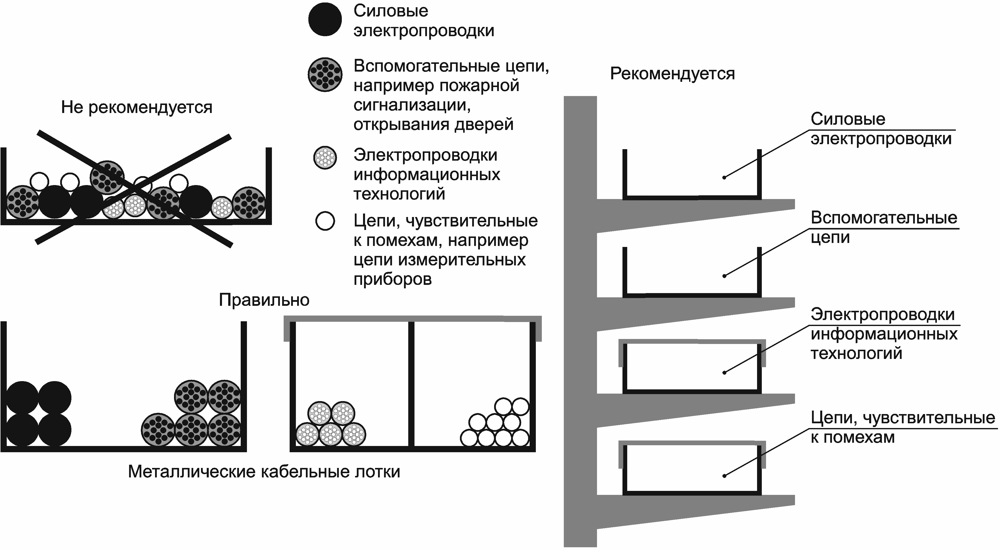 Силовые
электропроводки
Вспомогательные цепи,
например пожарной
сигнализации,
открывания дверей
Электропроводки
информационных
технологий
Цепи, чувствительные
к помехам, например
цепи измерительных
приборов
Не рекомендуется
Правильно
Металлические кабельные лотки
Рекомендуется
Силовые
электропроводки
Вспомогательные
цепи
Электропроводки
информационных
технологий
Цепи, чувствительные
к помехам